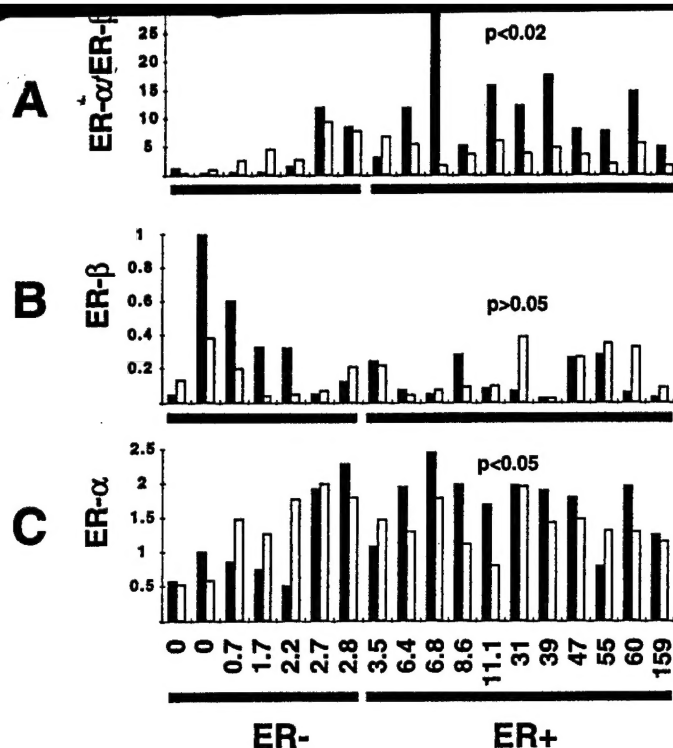 A
ER-α/ER-β
25
20
15
10
5
p<0.02
B
ER-β
1
0.8
0.6
0.4
0.2
p>0.05
C
ER-α
2.5
2
1.5
1
0.5
p<0.05
0 0 0.7 1.7 2.2 2.7 2.8 3.5 6.4 6.8 8.6 11.1 31 39 47 55 60 159
ER- ER+